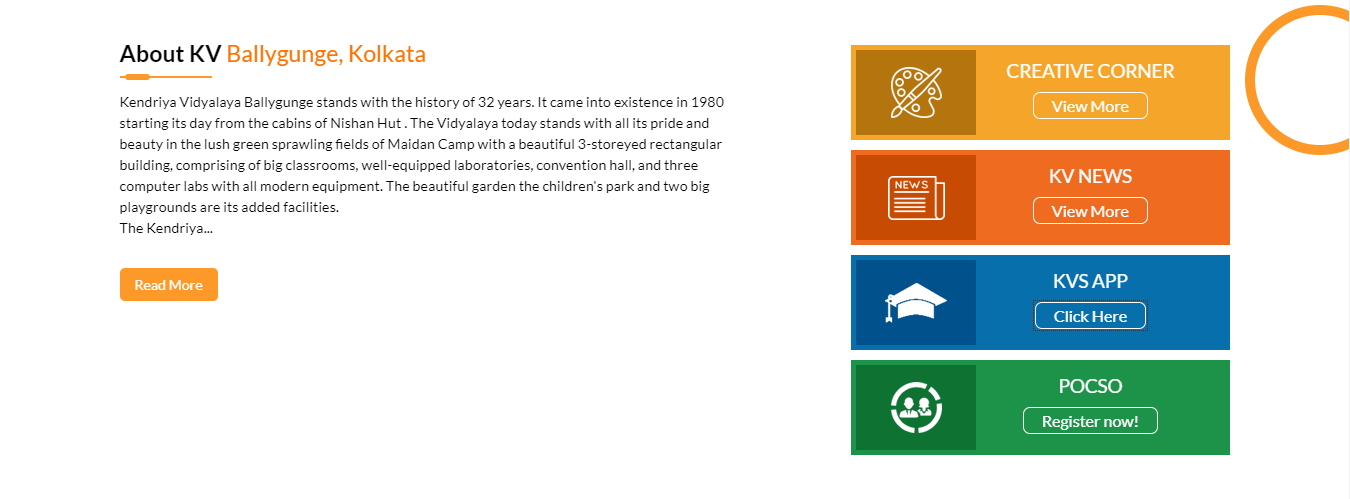 About KV Ballygunge, Kolkata
Kendriya Vidyalaya Ballygunge stands with the history of 32 years. It came into existence in 1980
starting its day from the cabins of Nishan Hut . The Vidyalaya today stands with all its pride and
beauty in the lush green sprawling fields of Maidan Camp with a beautiful 3-storeyed rectangular
building, comprising of big classrooms, well-equipped laboratories, convention hall, and three
computer labs with all modern equipment. The beautiful garden the children's park and two big
playgrounds are its added facilities.
The Kendriya...
Read More
CREATIVE CORNER
View More
NEWS
KV NEWS
View More
KVS APP
Click Here
POCSO
Register now!